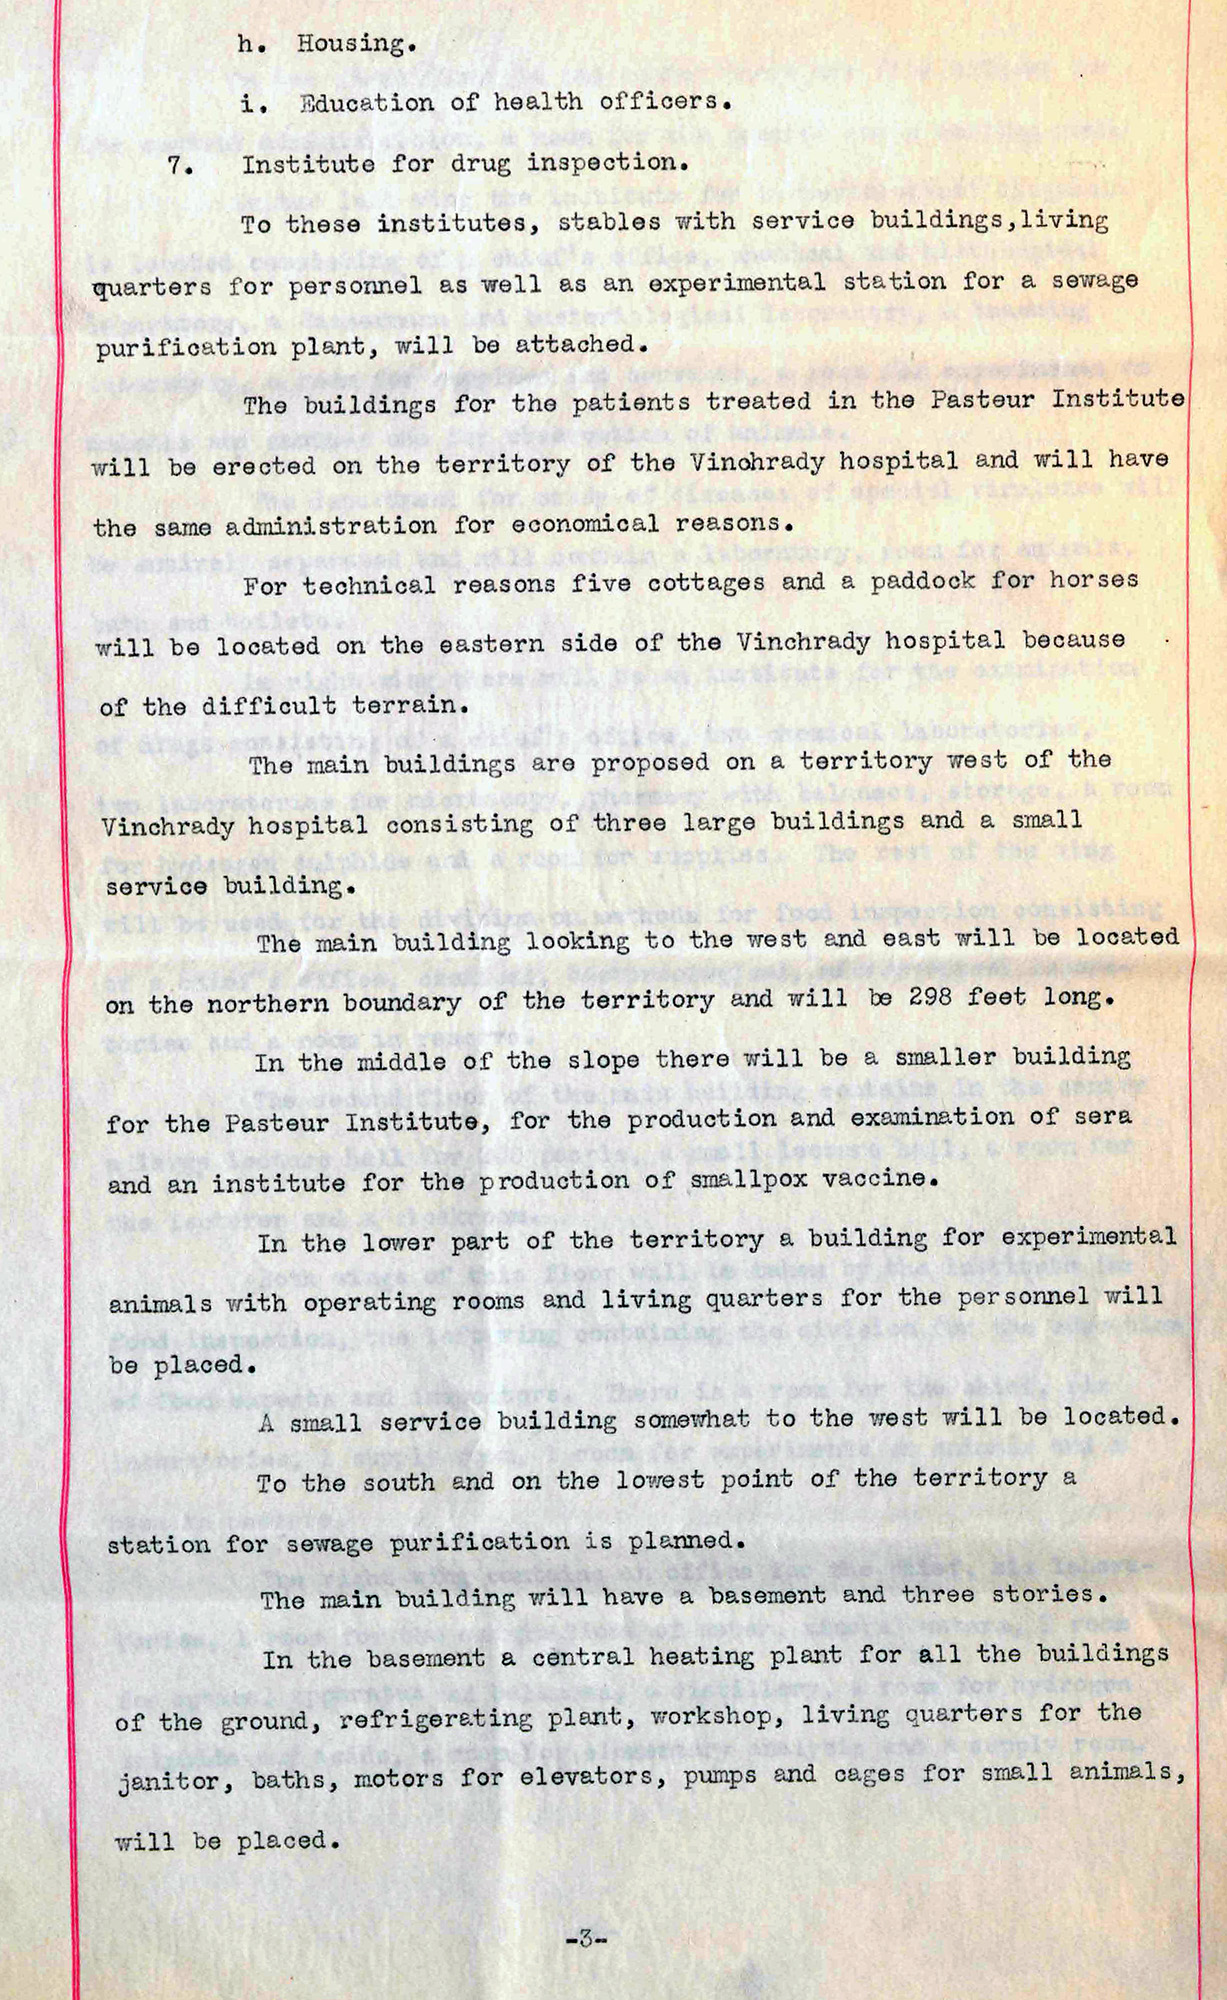 h. Housing.
i. Education of health officers.
7. Institute for drug inspection.
To these institutes, stables with service buildings,living
quarters for personnel as well as an experimental station for a sewage
purification plant, will be attached.
The buildings for the patients treated in the Pasteur Institute
will be erected on the territory of the Vinohrady hospital and will have
the same administration for economical reasons.
For technical reasons five cottages and a paddock for horses
will be located on the eastern side of the Vinchrady hospital because
of the difficult terrain.
The main buildings are proposed on a territory west of the
Vinchrady hospital consisting of three large buildings and a small
service building.
The main building looking to the west and east will be located
on the northern boundary of the territory and will be 298 feet long.
In the middle of the slope there will be a smaller building
for the Pasteur Institute, for the production and examination of sera
and an institute for the production of smallpox vaccine.
In the lower part of the territory a building for experimental
animals with operating rooms and living quarters for the personnel will
be placed.
A small service building somewhat to the west will be located.
To the south and on the lowest point of the territory a
station for sewage purification is planned.
The main building will have a basement and three stories.
In the basement a central heating plant for all the buildings
of the ground, refrigerating plant, workshop, living quarters for the
janitor, baths, motors for elevators, pumps and cages for small animals,
will be placed.
-3-